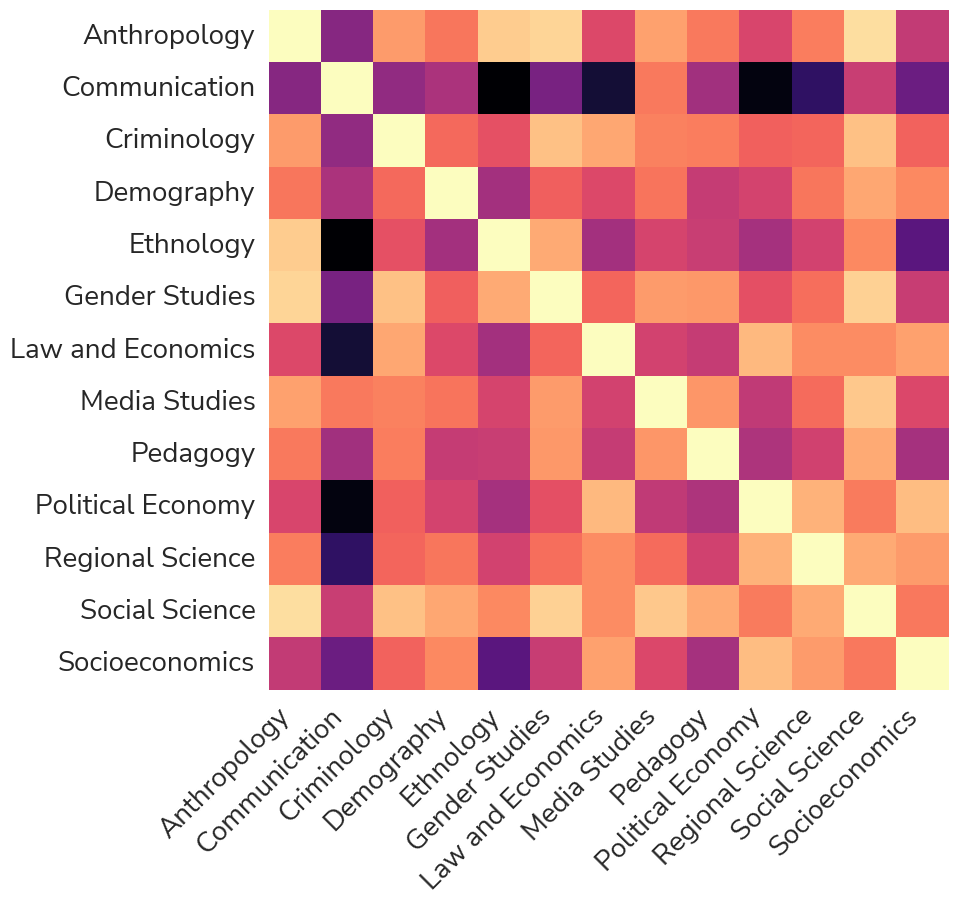 Anthropology
Communication
Criminology
Demography
Ethnology
Gender Studies
Law and Economics
Media Studies
Pedagogy
Political Economy
Regional Science
Social Science
Socioeconomics
Anthropology
Communication
Criminology
Demography
Ethnology
Gender Studies
Law and Economics
Media Studies
Pedagogy
Political Economy
Regional Science
Social Science
Socioeconomics